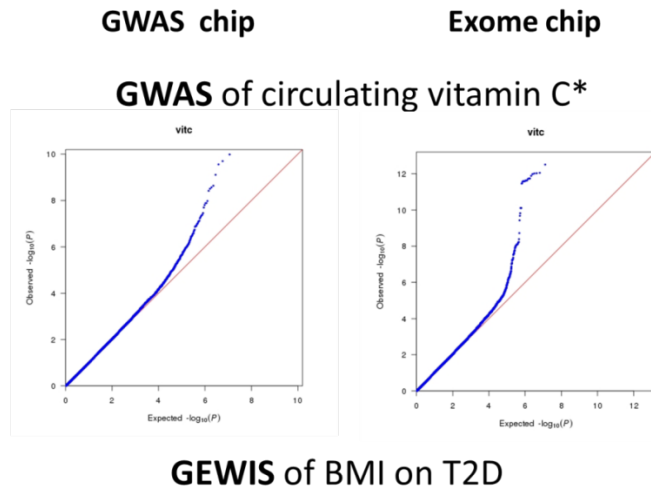 GWAS chip Exome chip
GWAS of circulating vitamin C*
vitc
10
8
6
4
2
0
Observed -log10(P)
0 2 4 6 8 10
Expected -log10(P)
vitc
12
10
8
6
4
2
0
Observed -log10(P)
0 2 4 6 8 10 12
Expected -log10(P)
GEWIS of BMI on T2D